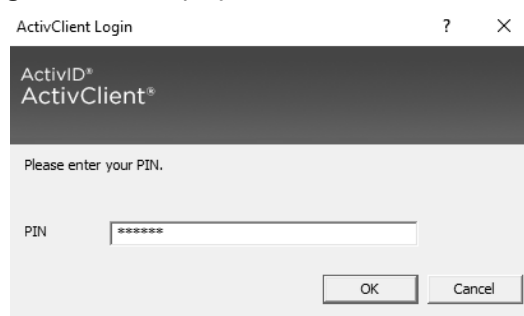 ActivClient Login ? ×
ActivID®
ActivClient®
Please enter your PIN.
PIN ******
OK Cancel